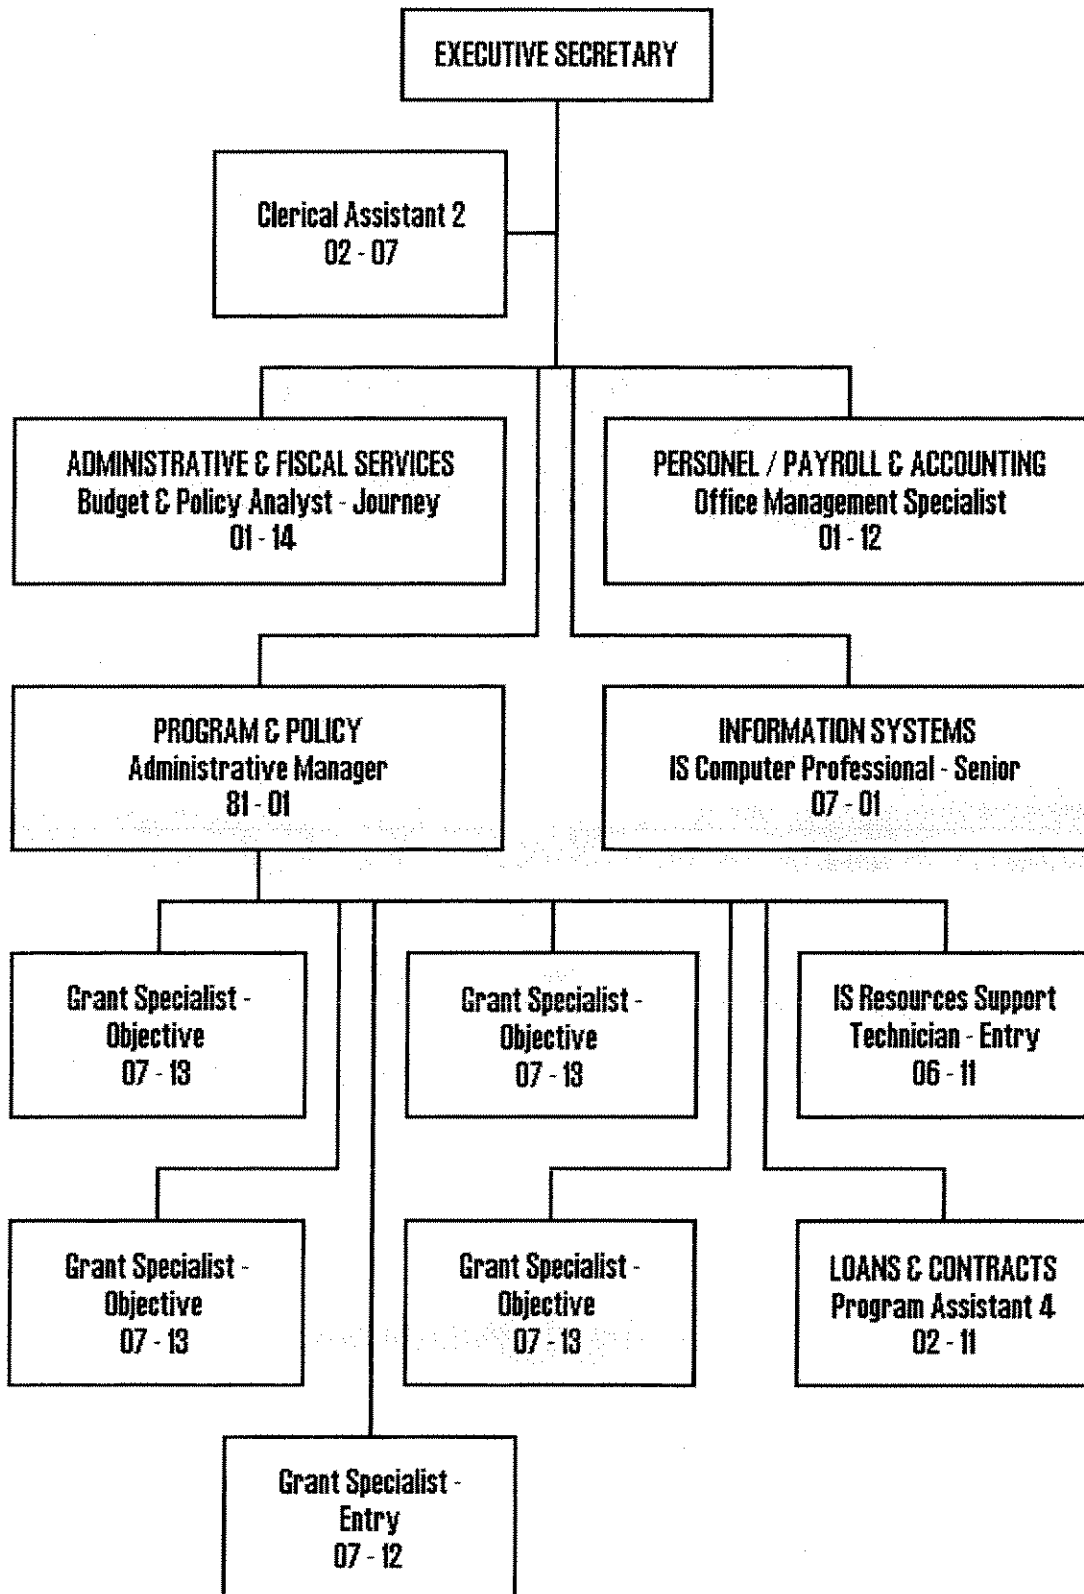 EXECUTIVE SECRETARY
Clerical Assistant 2
02 - 07
ADMINISTRATIVE & FISCAL SERVICES
Budget & Policy Analyst - Journey
01 - 14
PERSONEL / PAYROLL & ACCOUNTING
Office Management Specialist
01 - 12
PROGRAM & POLICY
Administrative Manager
81 - 01
INFORMATION SYSTEMS
IS Computer Professional - Senior
07 - 01
Grant Specialist -
Objective
07 - 13
Grant Specialist -
Objective
07 - 13
IS Resources Support
Technician - Entry
06 - 11
Grant Specialist -
Objective
07 - 13
Grant Specialist -
Objective
07 - 13
LOANS & CONTRACTS
Program Assistant 4
02 - 11
Grant Specialist -
Entry
07 - 12